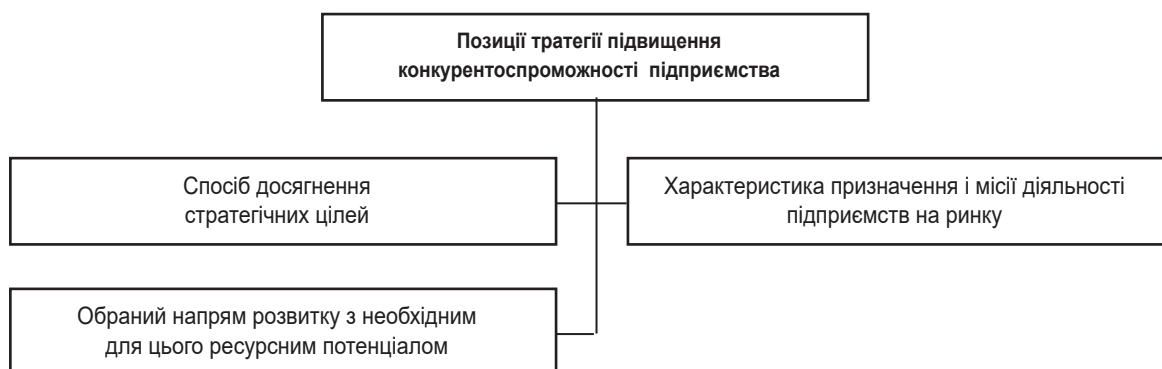 Позиції тратегії підвищення
конкурентоспроможності підприємства
Спосіб досягнення
стратегічних цілей
Характеристика призначення і місії діяльності
підприємств на ринку
Обраний напрям розвитку з необхідним
для цього ресурсним потенціалом